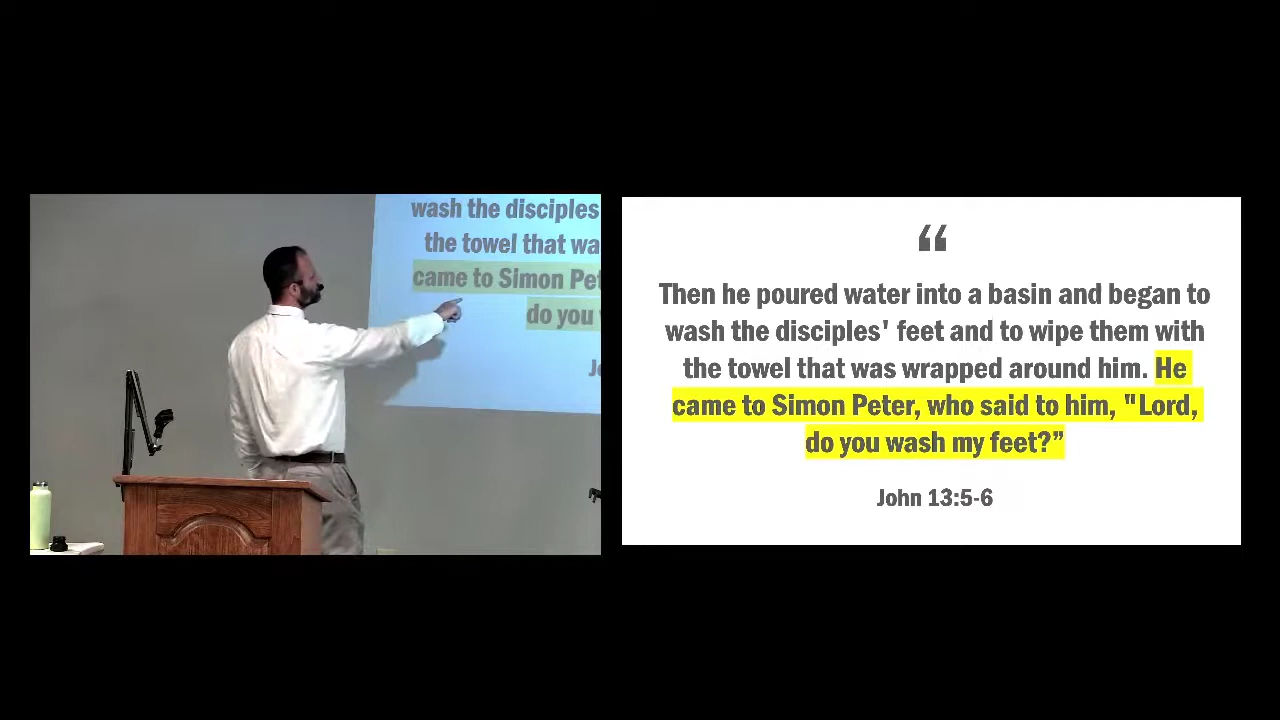 wash the disciples
the towel that wa
came to Simon Pet
do you
“
Then he poured water into a basin and began to
wash the disciples' feet and to wipe them with
the towel that was wrapped around him. He
came to Simon Peter, who said to him, "Lord,
do you wash my feet?”
John 13:5-6